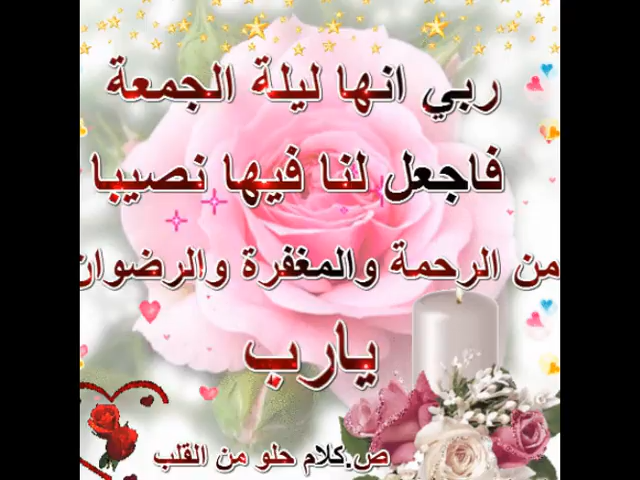 ربي انها ليلة الجمعة
فاجعل لنا فيها نصيبا
من الرحمة والمغفرة والرضوان
يارب
ص.كلام حلو من القلب